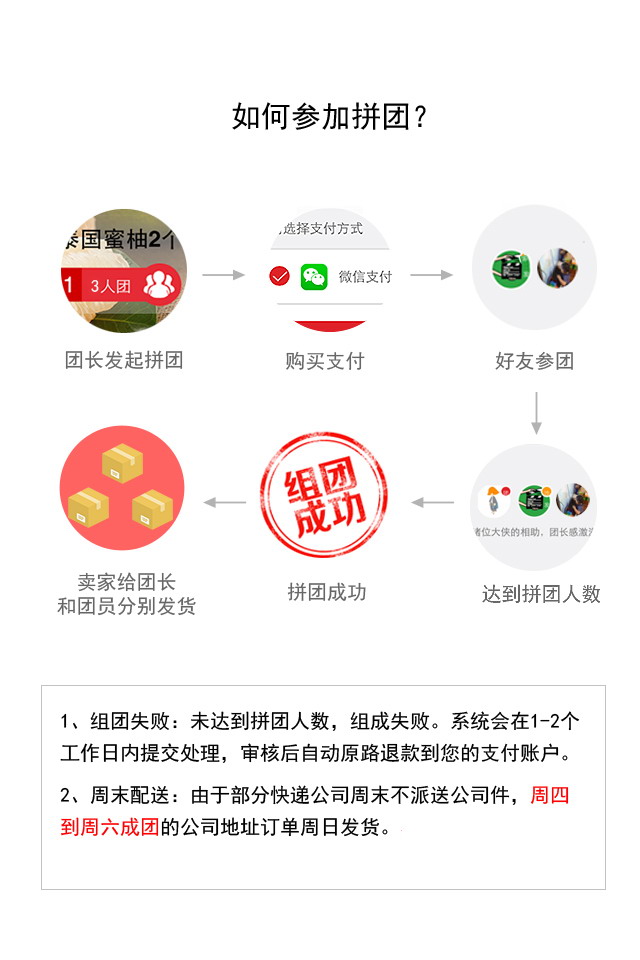 如何参加拼团？
泰国蜜柚2个
1 3人团
选择支付方式
微信支付
团长发起拼团
购买支付
好友参团
组团
成功
诸位大侠的相助，团长感激
卖家给团长
和团员分别发货
拼团成功
达到拼团人数
1、组团失败：未达到拼团人数，组成失败。系统会在1-2个
工作日内提交处理，审核后自动原路退款到您的支付账户。
2、周末配送：由于部分快递公司周末不派送公司件，周四
到周六成团的公司地址订单周日发货。